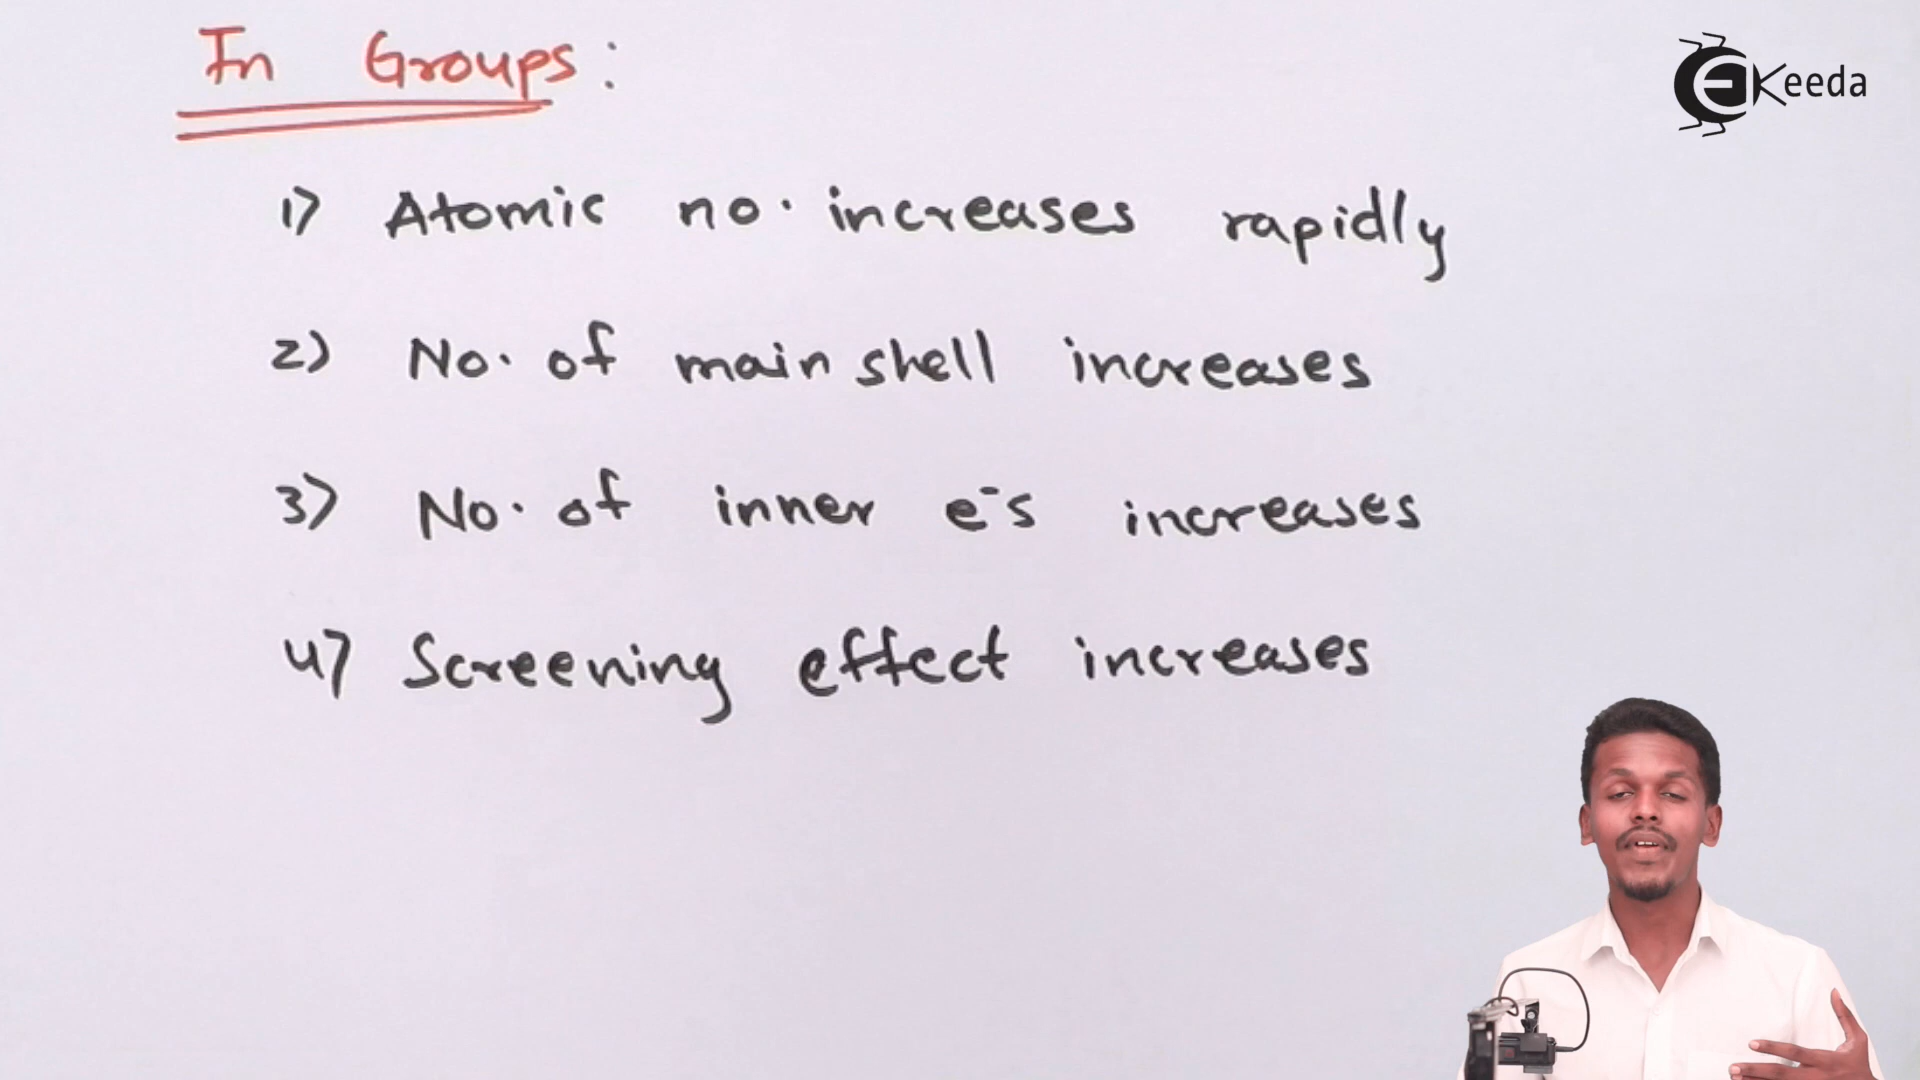 In Groups:
EKeeda
1) Atomic no. increases rapidly
2) No. of main shell increases
3) No. of inner e⁻s increases
4) Screening effect increases